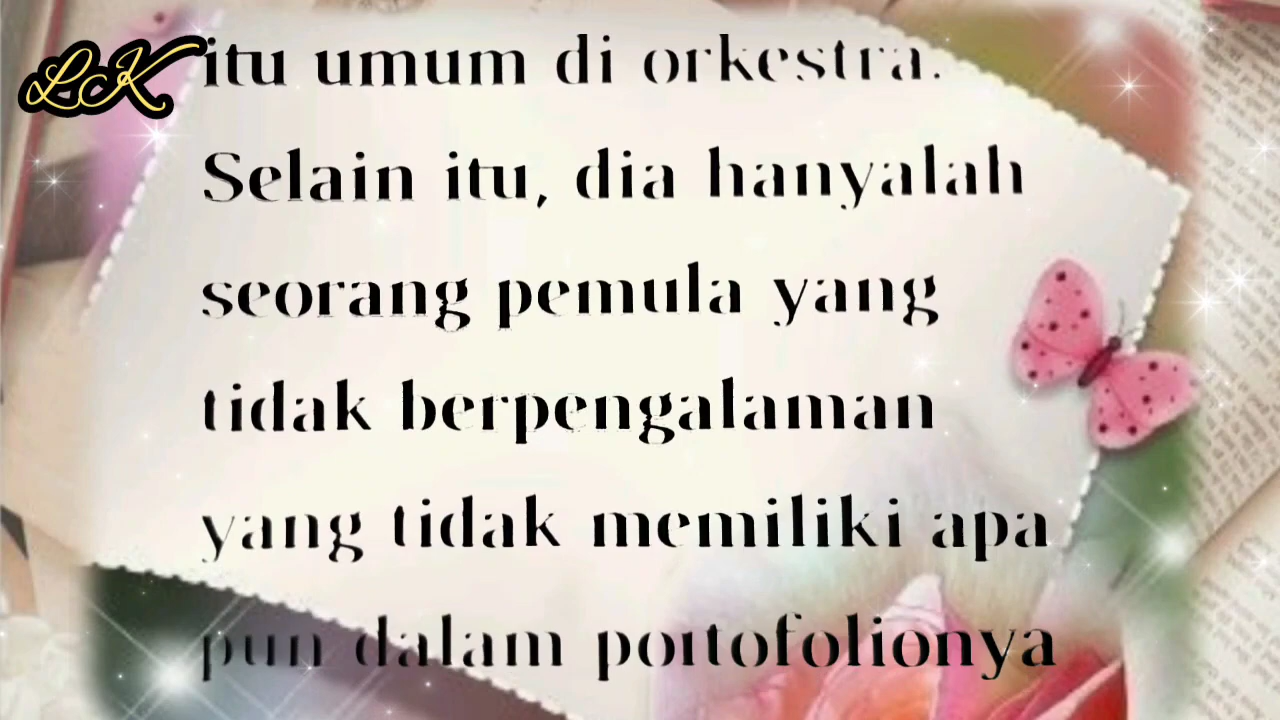 LK
itu umum di orkestra.
Selain itu, dia hanyalah
seorang pemula yang
tidak berpengalaman
yang tidak memiliki apa
pun dalam portofolionya